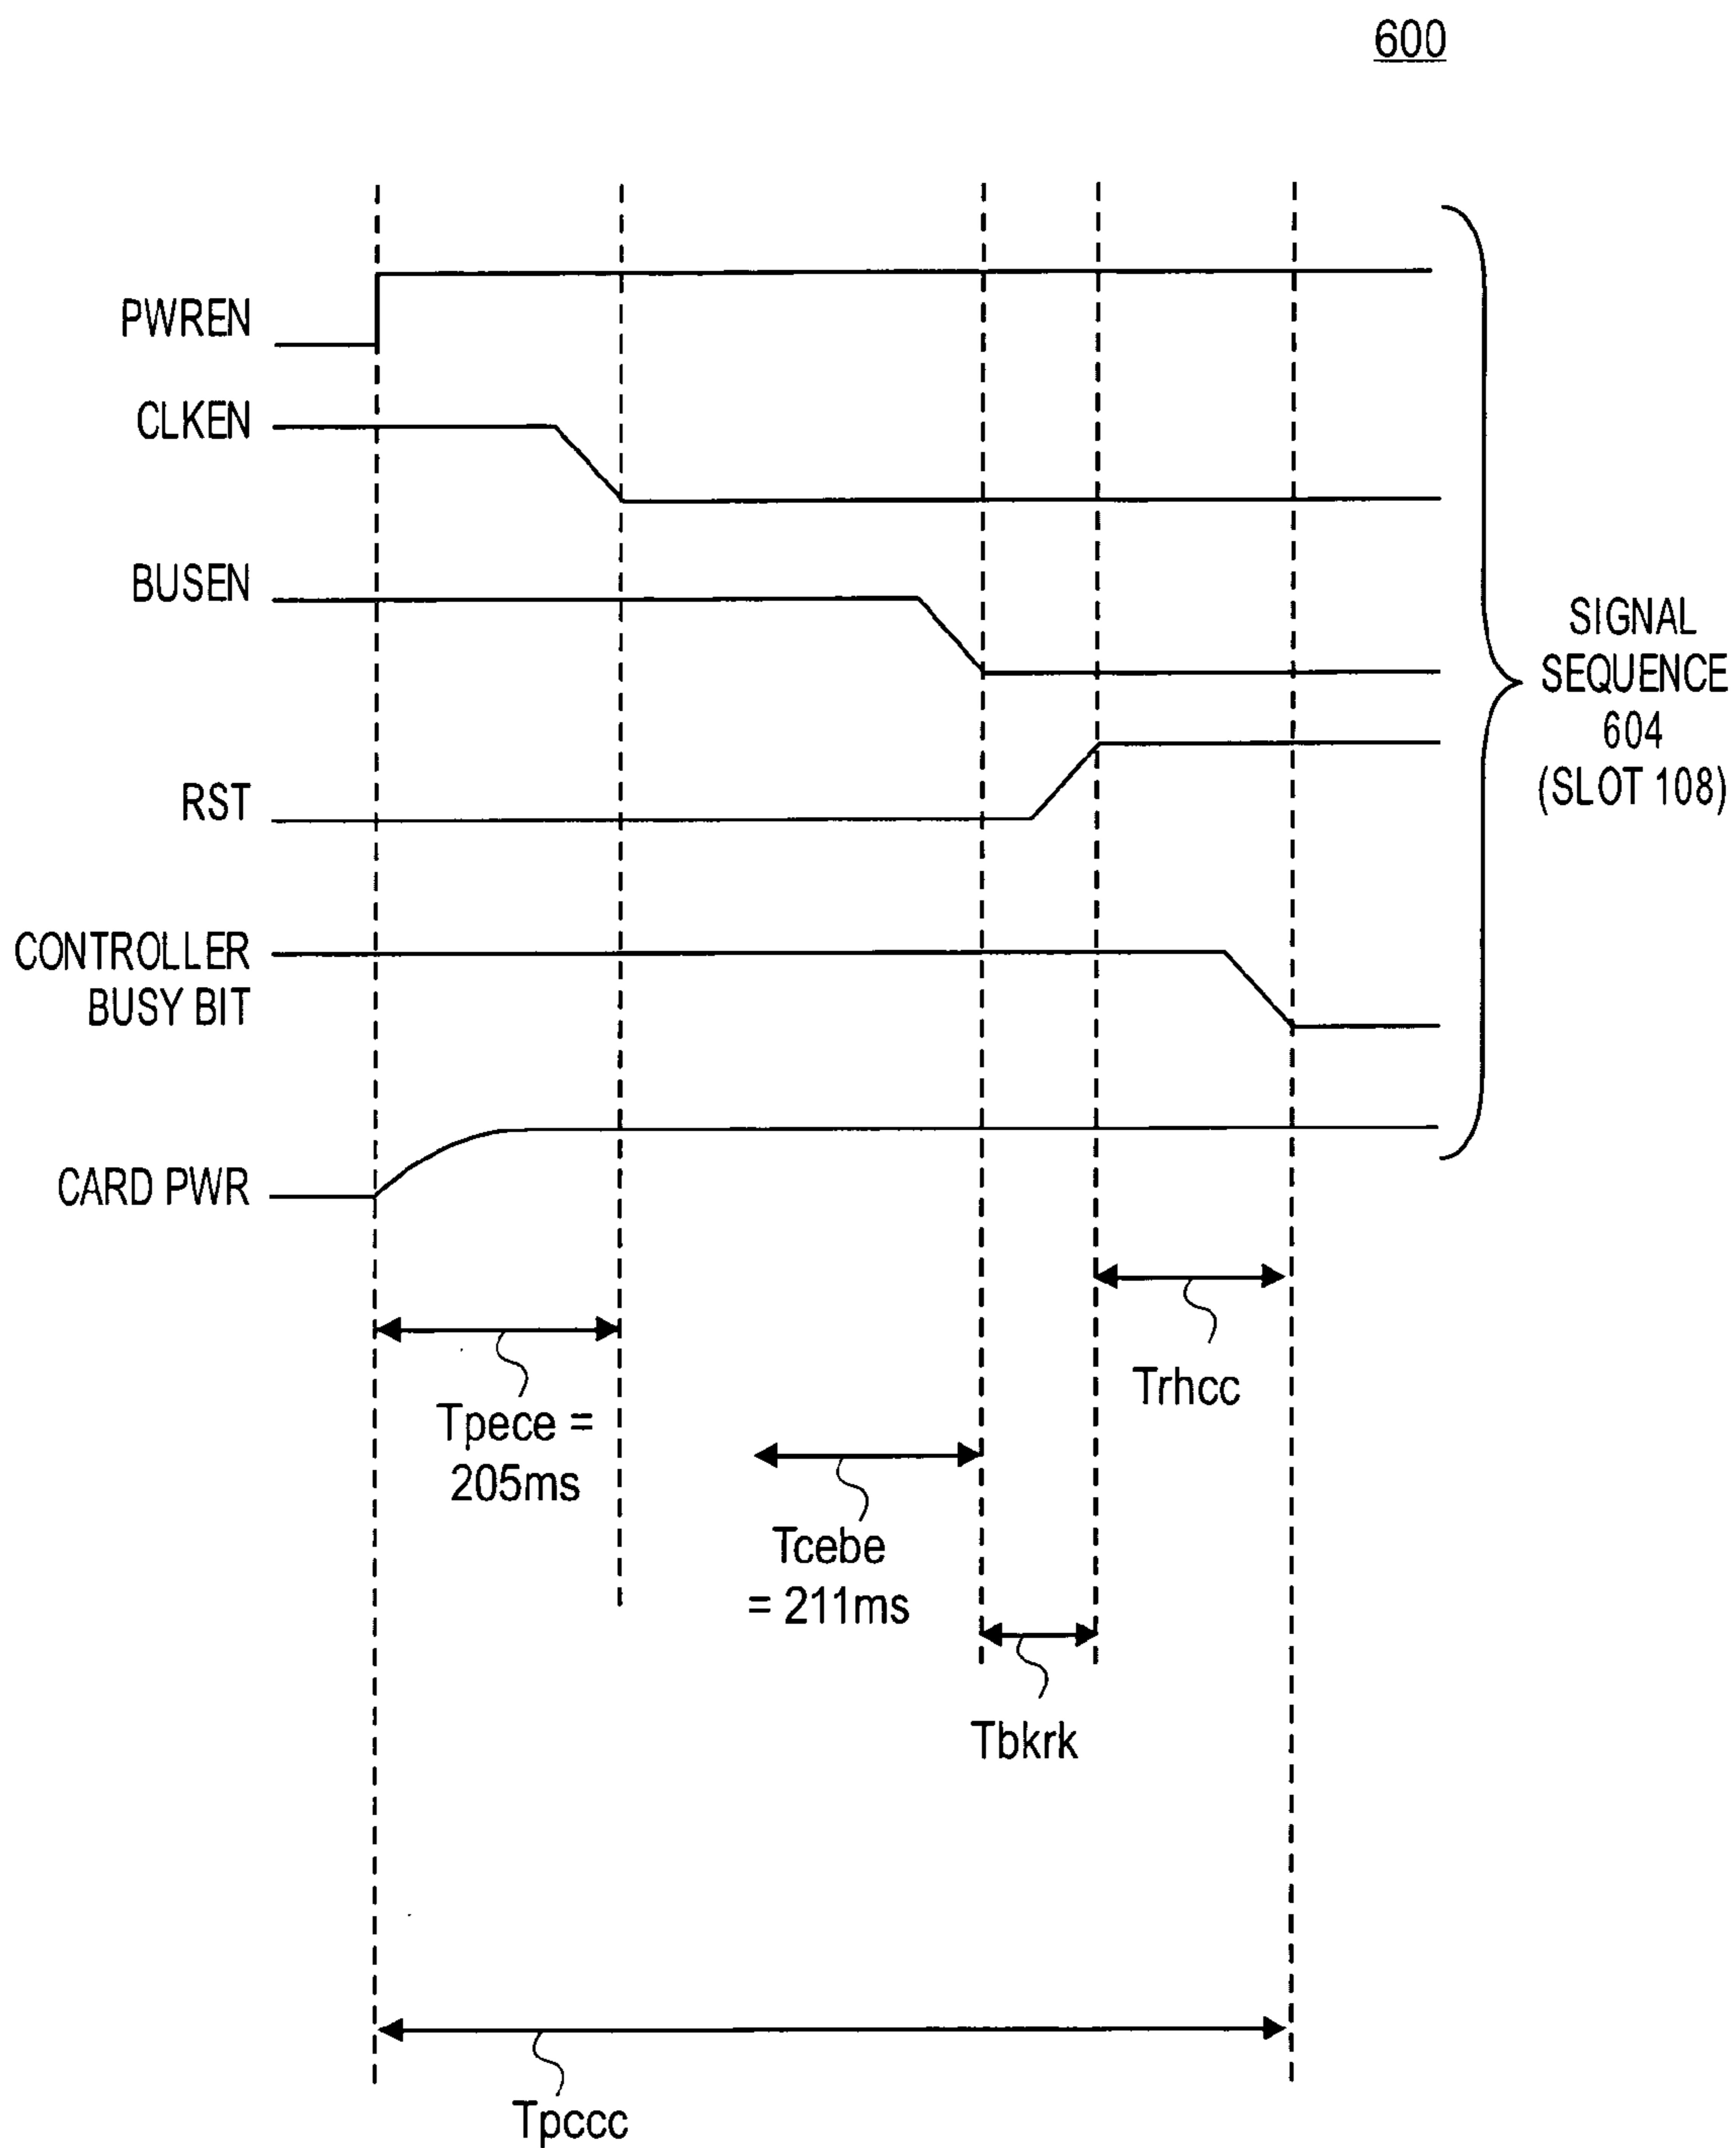 600
PWREN
CLKEN
BUSEN
RST
CONTROLLER
BUSY BIT
CARD PWR
SIGNAL
SEQUENCE
604
(SLOT 108)
Trhcc
Tpece =
205ms
Tcebe
= 211ms
Tbkrk
Tpccc